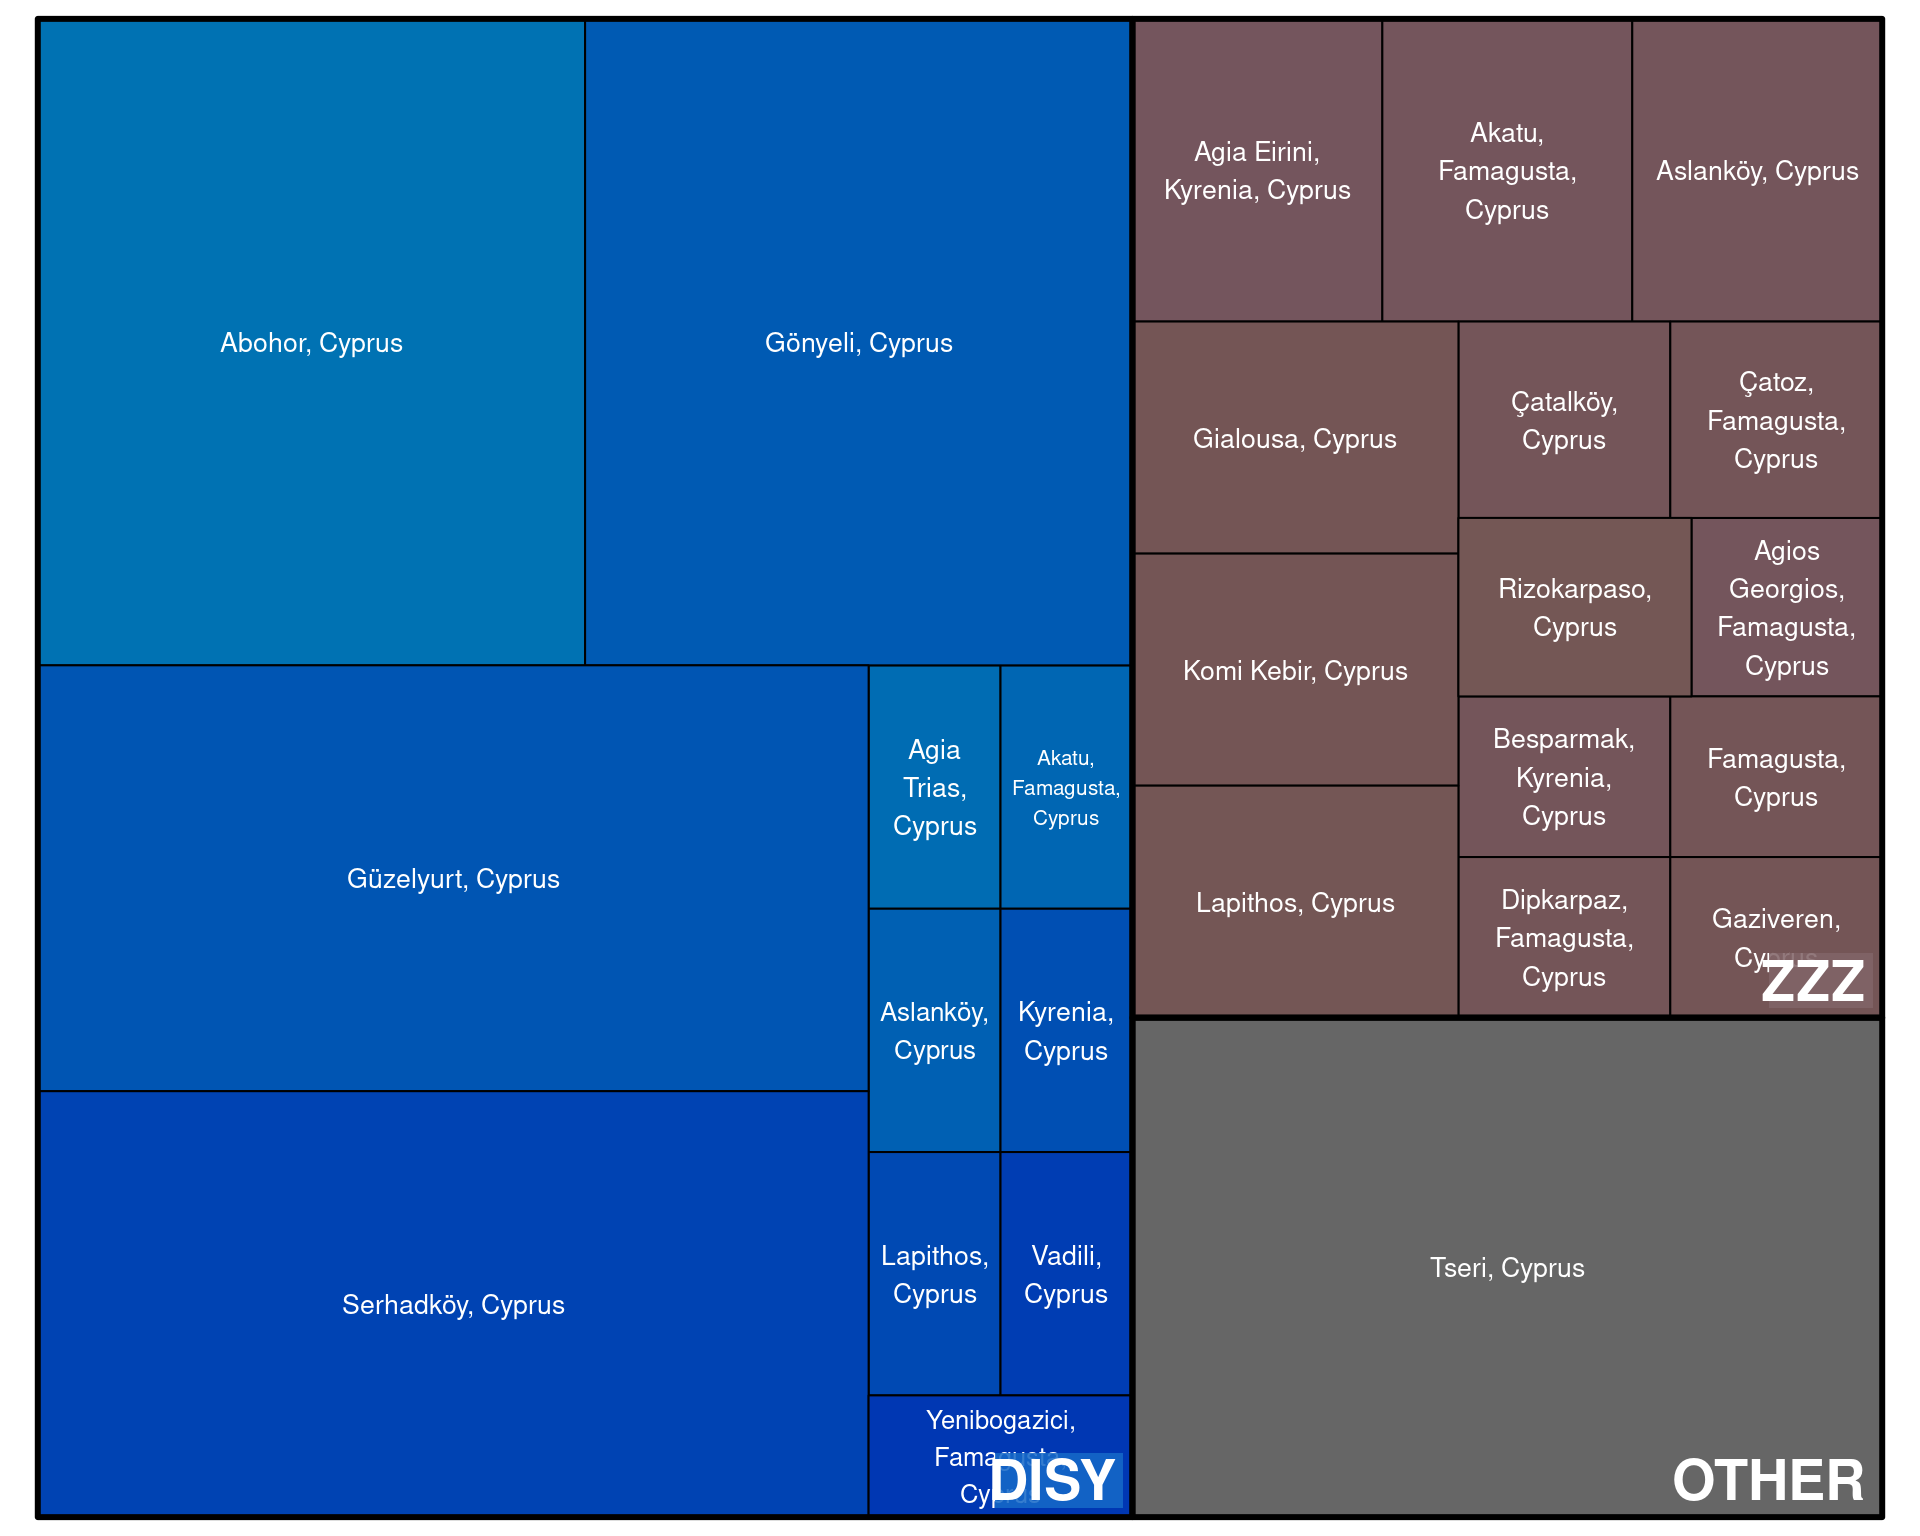 Abohor, Cyprus
Gönyeli, Cyprus
Güzelyurt, Cyprus
Serhadköy, Cyprus
Agia
Trias,
Cyprus
Akatu,
Famagusta,
Cyprus
Aslanköy,
Cyprus
Kyrenia,
Cyprus
Lapithos,
Cyprus
Vadili,
Cyprus
Yenibogazici,
Famagusta,
Cyprus
DISY
Agia Eirini,
Kyrenia, Cyprus
Akatu,
Famagusta,
Cyprus
Aslanköy, Cyprus
Gialousa, Cyprus
Komi Kebir, Cyprus
Lapithos, Cyprus
Çatalköy,
Cyprus
Çatoz,
Famagusta,
Cyprus
Rizokarpaso,
Cyprus
Agios
Georgios,
Famagusta,
Cyprus
Besparmak,
Kyrenia,
Cyprus
Famagusta,
Cyprus
Dipkarpaz,
Famagusta,
Cyprus
Gaziveren,
Cyprus
ZZZ
Tseri, Cyprus
OTHER